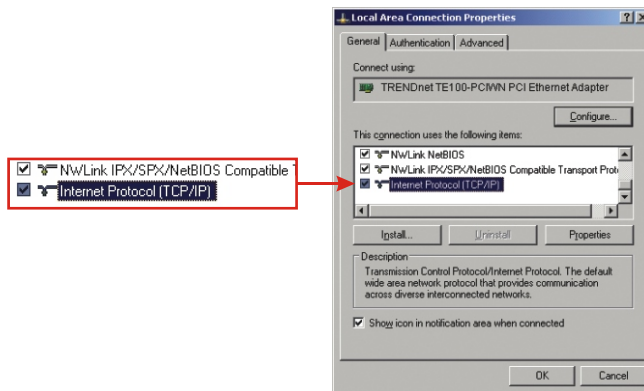 Local Area Connection Properties
General Authentication Advanced
Connect using:
TRENDnet TE100-PCIWN PCI Ethernet Adapter
Configure...
This connection uses the following items:
NWLink NetBIOS
NWLink IPX/SPX/NetBIOS Compatible Transport Prot
Internet Protocol (TCP/IP)
Install... Uninstall Properties
Description
Transmission Control Protocol/Internet Protocol. The default
wide area network protocol that provides communication
across diverse interconnected networks.
Show icon in notification area when connected
OK Cancel
NWLink IPX/SPX/NetBIOS Compatible T
Internet Protocol (TCP/IP)